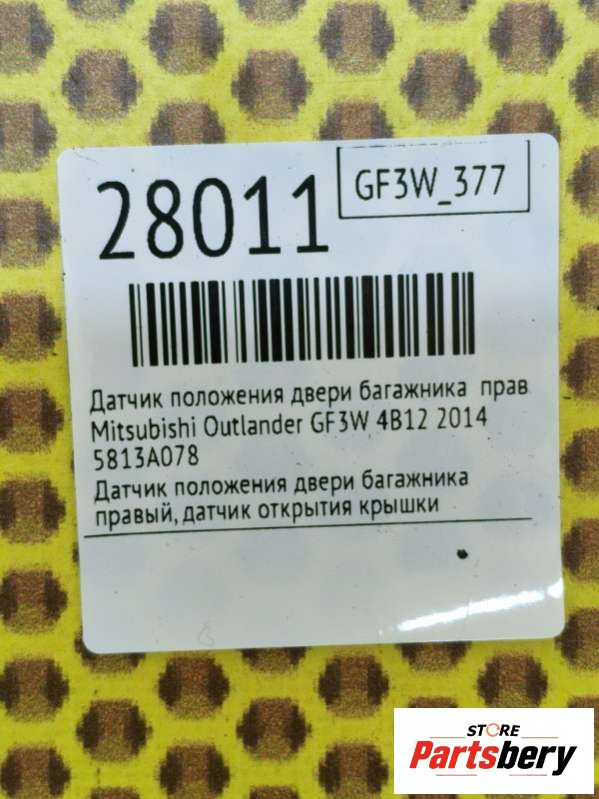 28011
GF3W_377
Датчик положения двери багажника прав
Mitsubishi Outlander GF3W 4B12 2014
5813A078
Датчик положения двери багажника
правый, датчик открытия крышки
STORE
Partsbery